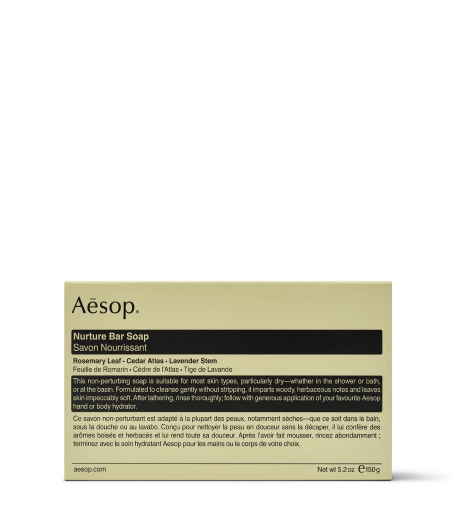 Aēsop®
Nurture Bar Soap
Savon Nourrissant
Rosemary Leaf • Cedar Atlas • Lavender Stem
Feuille de Romarin • Cèdre de l'Atlas • Tige de Lavande
This non-perturbing soap is suitable for most skin types, particularly dry—whether in the shower or bath,
or at the basin. Formulated to cleanse gently without stripping, it imparts woody, herbaceous notes and leaves
skin impeccably soft. After lathering, rinse thoroughly; follow with generous application of your favourite Aesop
hand or body hydrator.
Ce savon non-perturbant est adapté à la plupart des peaux, notamment sèches—que ce soit dans le bain,
sous la douche ou au lavabo. Conçu pour nettoyer la peau en douceur sans la décaper, il lui confère des
arômes boisés et herbacés et lui rend toute sa douceur. Après l'avoir fait mousser, rincez abondamment ;
terminez avec le soin hydratant Aesop pour les mains ou le corps de votre choix.
aesop.com Net wt 5.2 oz ℮150g